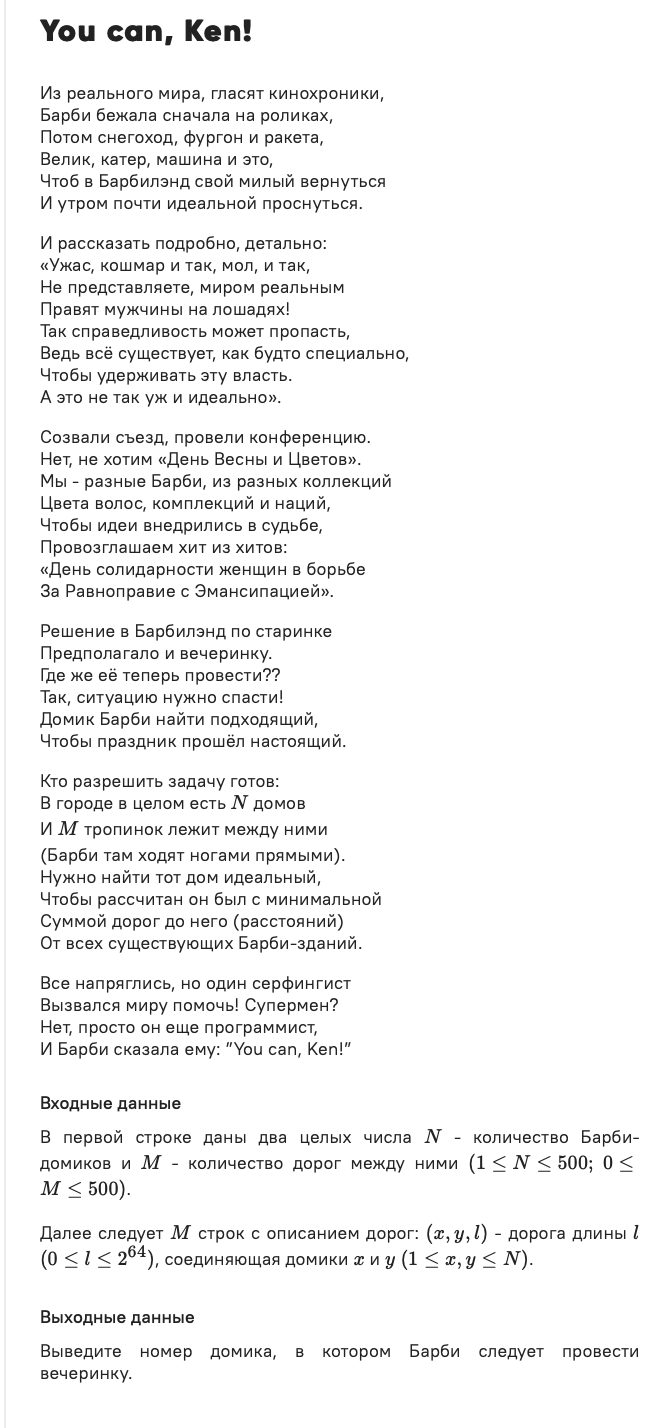 You can, Ken!
Из реального мира, гласят кинохроники,
Барби бежала сначала на роликах,
Потом снегоход, фургон и ракета,
Велик, катер, машина и это,
Чтоб в Барбилэнд свой милый вернуться
И утром почти идеальной проснуться.
И рассказать подробно, детально:
«Ужас, кошмар и так, мол, и так,
Не представляете, миром реальным
Правят мужчины на лошадях!
Так справедливость может пропасть,
Ведь всё существует, как будто специально,
Чтобы удерживать эту власть.
А это не так уж и идеально».
Созвали съезд, провели конференцию.
Нет, не хотим «День Весны и Цветов».
Мы - разные Барби, из разных коллекций
Цвета волос, комплекций и наций,
Чтобы идеи внедрились в судьбе,
Провозглашаем хит из хитов:
«День солидарности женщин в борьбе
За Равноправие с Эмансипацией».
Решение в Барбилэнд по старинке
Предполагало и вечеринку.
Где же её теперь провести??
Так, ситуацию нужно спасти!
Домик Барби найти подходящий,
Чтобы праздник прошёл настоящий.
Кто разрешить задачу готов:
В городе в целом есть N домов
И M тропинок лежит между ними
(Барби там ходят ногами прямыми).
Нужно найти тот дом идеальный,
Чтобы рассчитан он был с минимальной
Суммой дорог до него (расстояний)
От всех существующих Барби-зданий.
Все напряглись, но один серфингист
Вызвался миру помочь! Супермен?
Нет, просто он еще программист,
И Барби сказала ему: "You can, Ken!"
Входные данные
В первой строке даны два целых числа N - количество Барби-
домиков и M - количество дорог между ними (1 ≤ N ≤ 500; 0 ≤
M ≤ 500).
Далее следует M строк с описанием дорог: (x, y, l) - дорога длины l
(0 ≤ l ≤ 2^64), соединяющая домики x и y (1 ≤ x, y ≤ N).
Выходные данные
Выведите номер домика, в котором Барби следует провести
вечеринку.